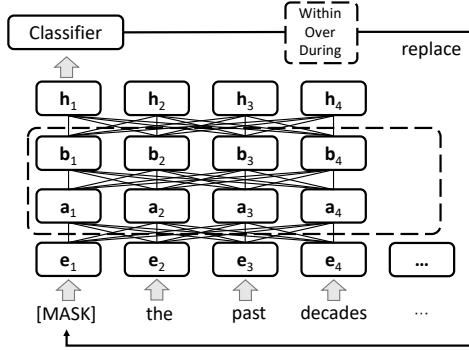 Classifier
Within
Over
During
replace
h₁ h₂ h₃ h₄
b₁ b₂ b₃ b₄
a₁ a₂ a₃ a₄
e₁ e₂ e₃ e₄ ...
[MASK] the past decades ...